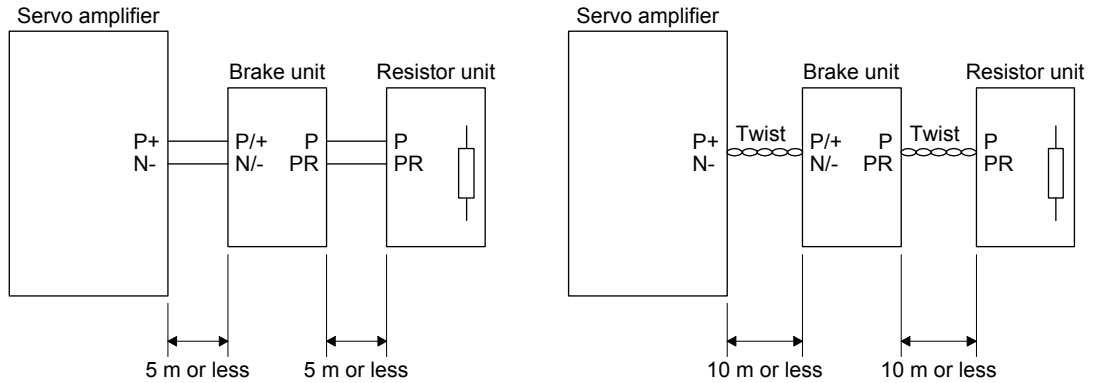 Servo amplifier
Brake unit
Resistor unit
P+
N-
P/+
N/-
P
PR
P
PR
5 m or less
5 m or less
Servo amplifier
Brake unit
Resistor unit
P+
N-
Twist
P/+
N/-
P
PR
Twist
P
PR
10 m or less
10 m or less